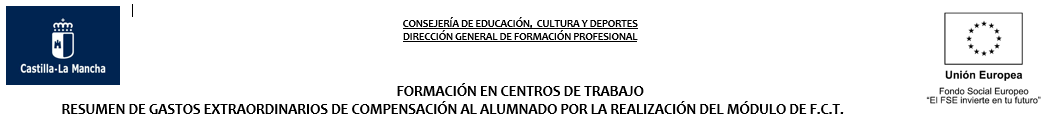 CONSEJERÍA DE EDUCACIÓN, CULTURA Y DEPORTES
DIRECCIÓN GENERAL DE FORMACIÓN PROFESIONAL
Castilla-La Mancha
Unión Europea
Fondo Social Europeo
"El FSE invierte en tu futuro"
FORMACIÓN EN CENTROS DE TRABAJO
RESUMEN DE GASTOS EXTRAORDINARIOS DE COMPENSACIÓN AL ALUMNADO POR LA REALIZACIÓN DEL MÓDULO DE F.C.T.